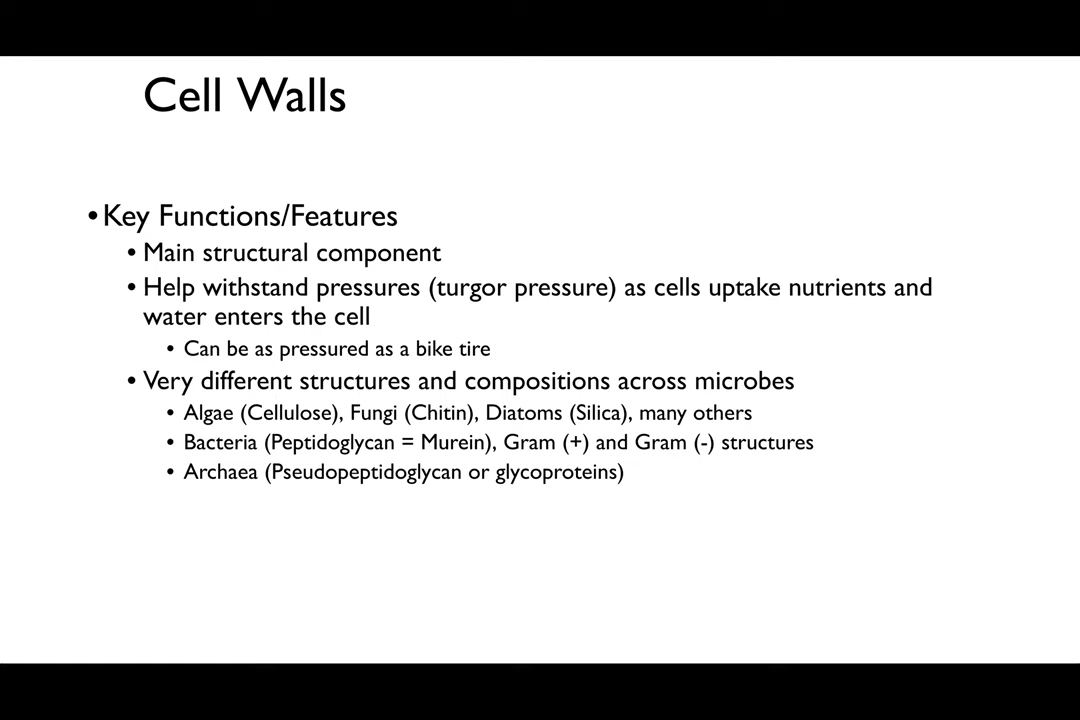 Cell Walls
•Key Functions/Features
• Main structural component
• Help withstand pressures (turgor pressure) as cells uptake nutrients and
water enters the cell
• Can be as pressured as a bike tire
• Very different structures and compositions across microbes
• Algae (Cellulose), Fungi (Chitin), Diatoms (Silica), many others
• Bacteria (Peptidoglycan = Murein), Gram (+) and Gram (-) structures
• Archaea (Pseudopeptidoglycan or glycoproteins)